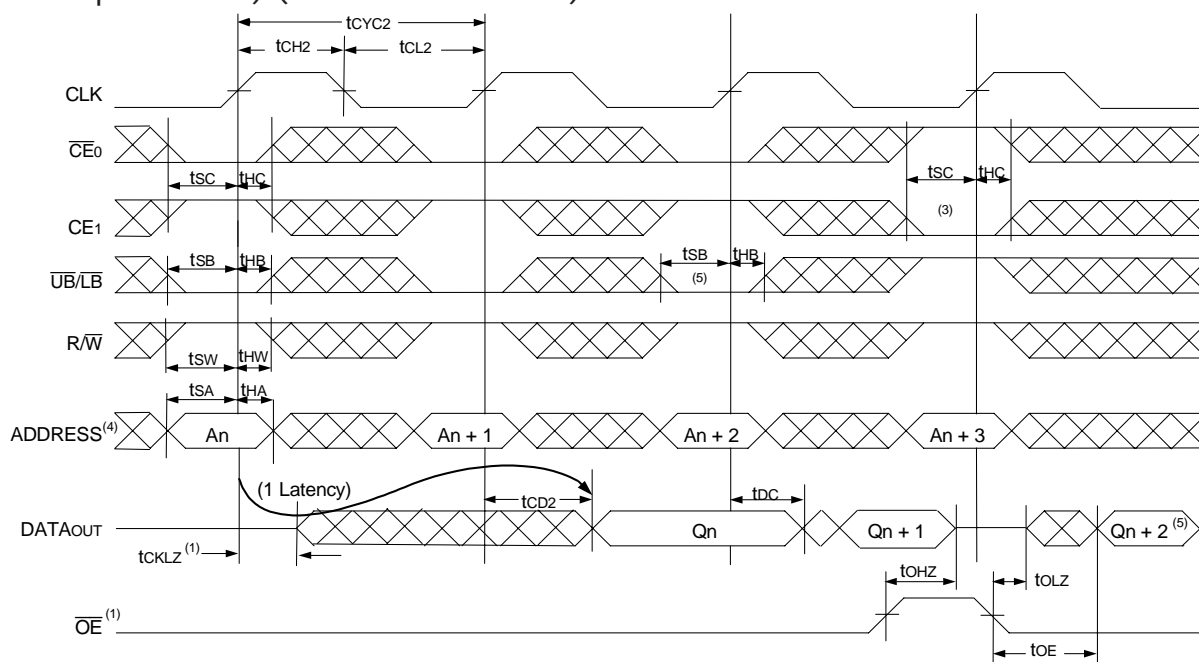 tCYC2
tCH2 tCL2
CLK
CE0
tSC tHC tSC tHC
(3)
CE1
tSB tHB tSB tHB
UB/LB (5)
R/W
tSW tHW
tSA tHA
ADDRESS(4) An An + 1 An + 2 An + 3
(1 Latency)
tCD2 tDC
DATAOUT Qn Qn + 1 Qn + 2 (5)
tCKLZ (1)
tOHZ tOLZ
OE (1)
tOE